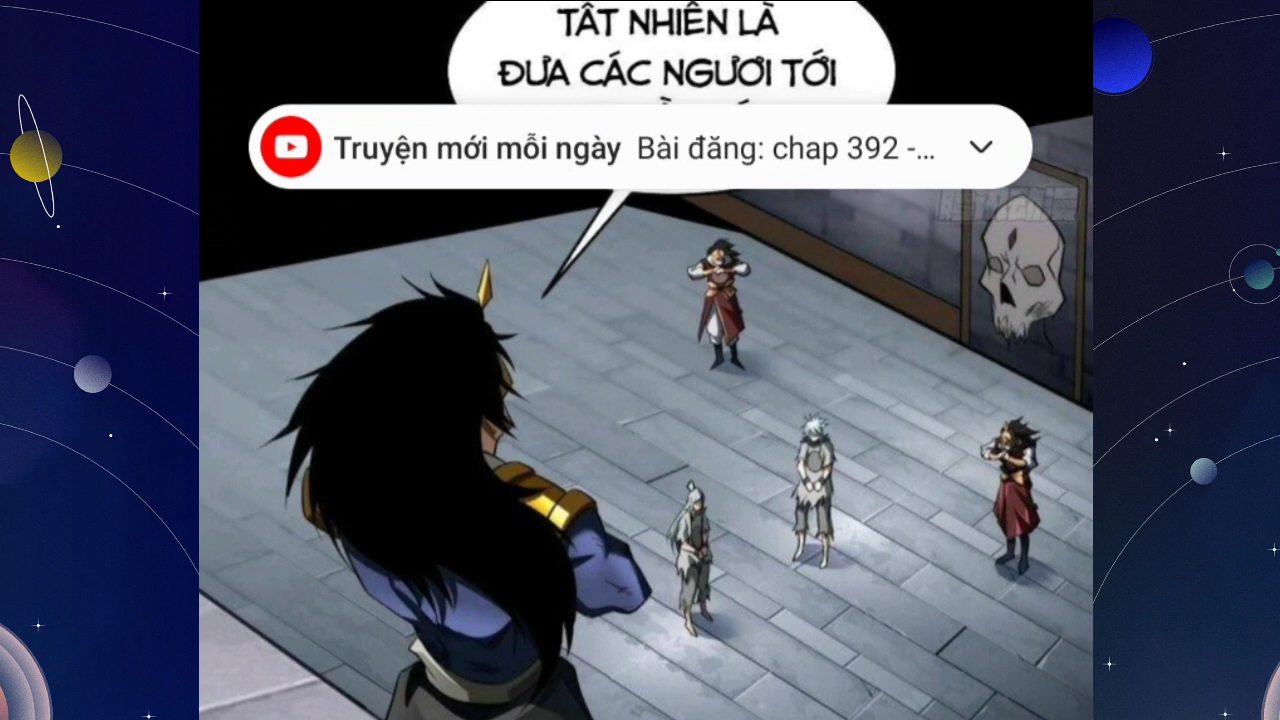 TẤT NHIÊN LÀ
ĐƯA CÁC NGƯƠI TỚI
Truyện mới mỗi ngày Bài đăng: chap 392 -...